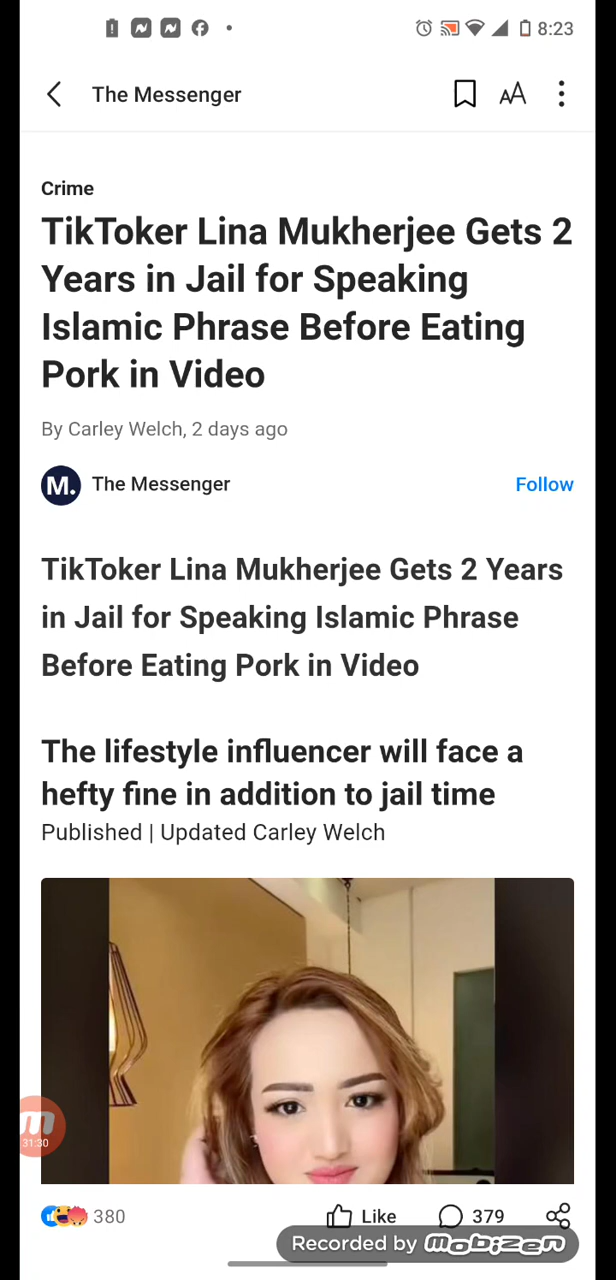 8:23
The Messenger
AA
Crime
TikToker Lina Mukherjee Gets 2
Years in Jail for Speaking
Islamic Phrase Before Eating
Pork in Video
By Carley Welch, 2 days ago
M. The Messenger Follow
TikToker Lina Mukherjee Gets 2 Years
in Jail for Speaking Islamic Phrase
Before Eating Pork in Video
The lifestyle influencer will face a
hefty fine in addition to jail time
Published | Updated Carley Welch
m
31:30
380 Like 379
Recorded by mobizen